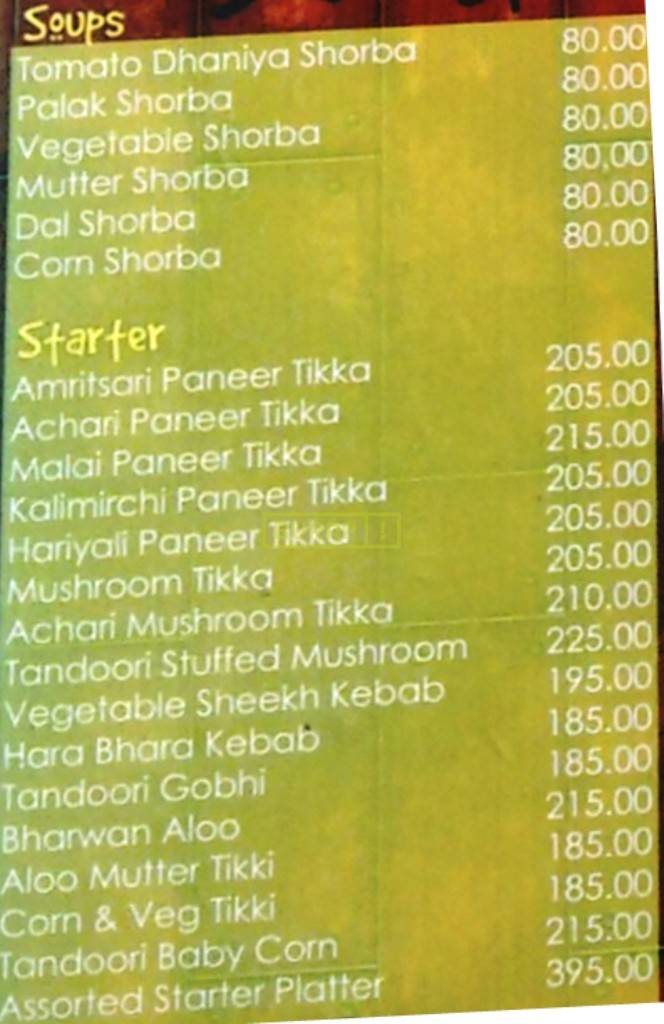 Soups
Tomato Dhaniya Shorba 80.00
Palak Shorba 80.00
Vegetable Shorba 80.00
Mutter Shorba 80.00
Dal Shorba 80.00
Corn Shorba 80.00
Starter
Amritsari Paneer Tikka 205.00
Achari Paneer Tikka 205.00
Malai Paneer Tikka 215.00
Kalimirchi Paneer Tikka 205.00
Hariyali Paneer Tikka 205.00
Mushroom Tikka 205.00
Achari Mushroom Tikka 210.00
Tandoori Stuffed Mushroom 225.00
Vegetable Sheekh Kebab 195.00
Hara Bhara Kebab 185.00
Tandoori Gobhi 185.00
Bharwan Aloo 215.00
Aloo Mutter Tikki 185.00
Corn & Veg Tikki 185.00
Tandoori Baby Corn 215.00
Assorted Starter Platter 395.00